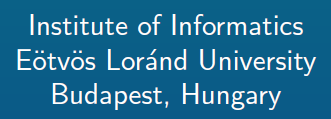 Institute of Informatics
Eötvös Loránd University
Budapest, Hungary